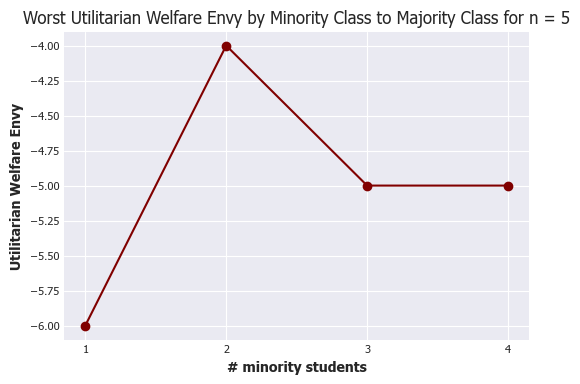 Worst Utilitarian Welfare Envy by Minority Class to Majority Class for n = 5
Utilitarian Welfare Envy
−4.00
−4.25
−4.50
−4.75
−5.00
−5.25
−5.50
−5.75
−6.00
1 2 3 4
# minority students